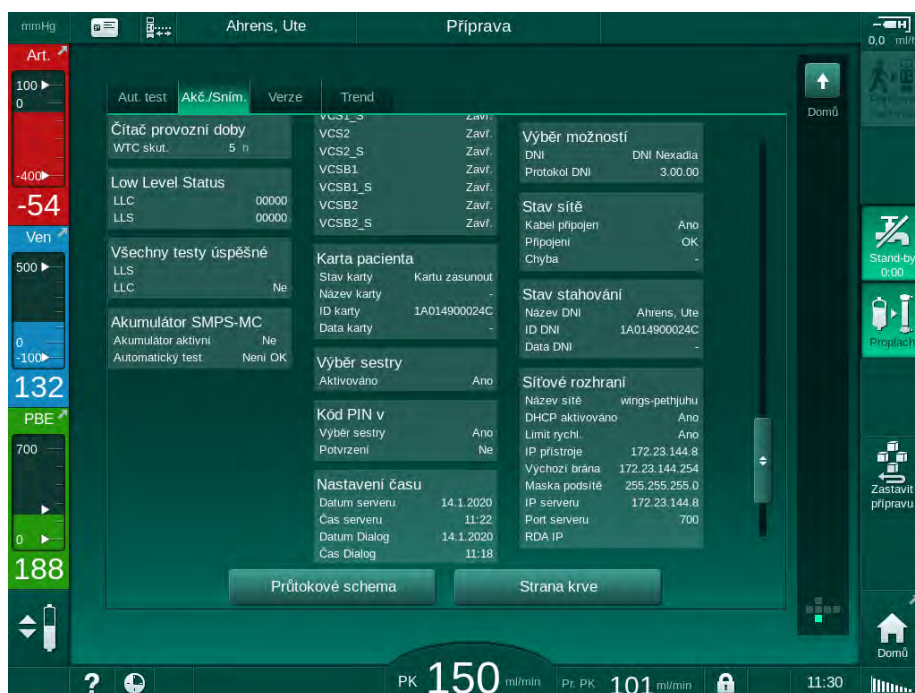 mmHg
Ahrens, Ute
Příprava
0,0 ml/h
Art.
100
0
-400
-54
Ven
500
0
-100
132
PBE
700
0
188
Aut. test
Akč./Sním.
Verze
Trend
Čítač provozní doby
WTC skut. 5 h
Low Level Status
LLC 00000
LLS 00000
Všechny testy úspěšné
LLS
LLC Ne
Akumulátor SMPS-MC
Akumulátor aktivní Ne
Automatický test Není OK
VCS1_S Zavř.
VCS2 Zavř.
VCS2_S Zavř.
VCSB1 Zavř.
VCSB1_S Zavř.
VCSB2 Zavř.
VCSB2_S Zavř.
Karta pacienta
Stav karty Kartu zasunout
Název karty -
ID karty 1A014900024C
Data karty -
Výběr sestry
Aktivováno Ano
Kód PIN v
Výběr sestry Ano
Potvrzení Ne
Nastavení času
Datum serveru 14.1.2020
Čas serveru 11:22
Datum Dialog 14.1.2020
Čas Dialog 11:18
Výběr možností
DNI DNI Nexadia
Protokol DNI 3.00.00
Stav sítě
Kabel připojen Ano
Připojení OK
Chyba -
Stav stahování
Název DNI Ahrens, Ute
ID DNI 1A014900024C
Data DNI -
Síťové rozhraní
Název sítě wings-pethjuhu
DHCP aktivováno Ano
Limit rychl. Ano
IP přístroje 172.23.144.8
Výchozí brána 172.23.144.254
Maska podsítě 255.255.255.0
IP serveru 172.23.144.8
Port serveru 700
RDA IP
Průtokové schema
Strana krve
Domů
Stand-by
0:00
Proplach
Zastavit
přípravu
Domů
?
PK 150 ml/min
Pr. PK 101 ml/min
11:30